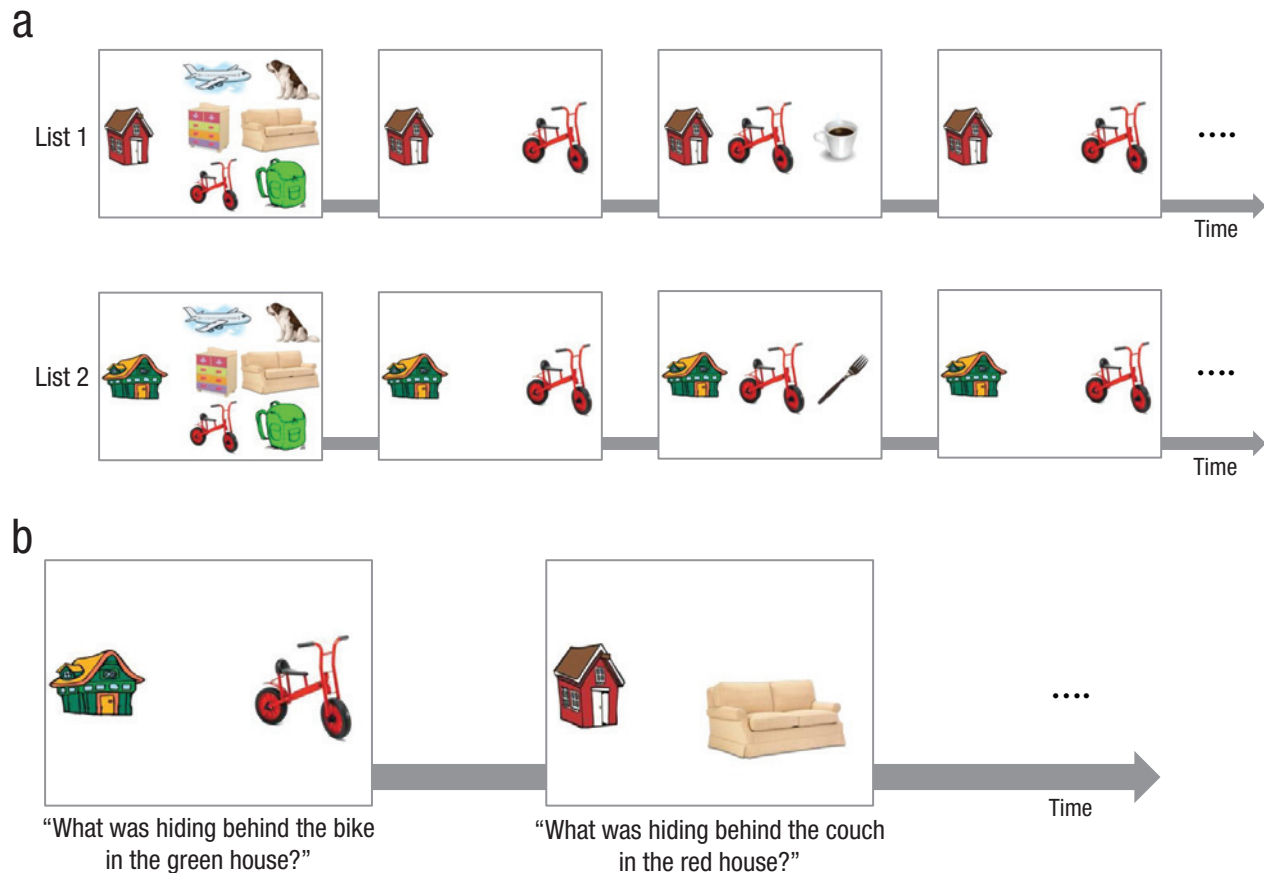 a
List 1
....
Time
List 2
....
Time
b
....
Time
“What was hiding behind the bike
in the green house?”
“What was hiding behind the couch
in the red house?”